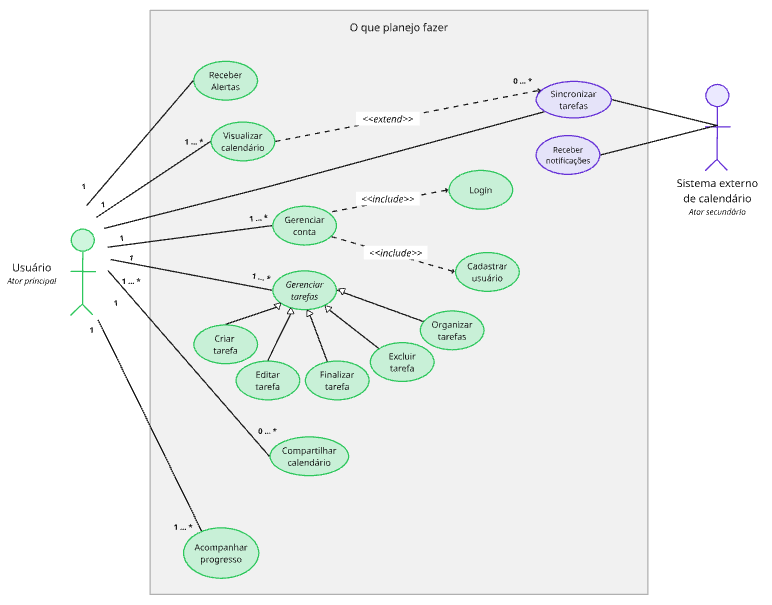 O que planejo fazer
Receber
Alertas
0 ... *
Sincronizar
tarefas
<<extend>>
1 ... *
Visualizar
calendário
Receber
notificações
Sistema externo
de calendário
Ator secundário
1
1
<<include>>
Login
1 ... *
Gerenciar
conta
1
<<include>>
Usuário
Ator principal
1
Cadastrar
usuário
1 ... *
1 ... *
Gerenciar
tarefas
1
1
Criar
tarefa
Organizar
tarefas
Excluir
tarefa
Editar
tarefa
Finalizar
tarefa
0 ... *
Compartilhar
calendário
1 ... *
Acompanhar
progresso